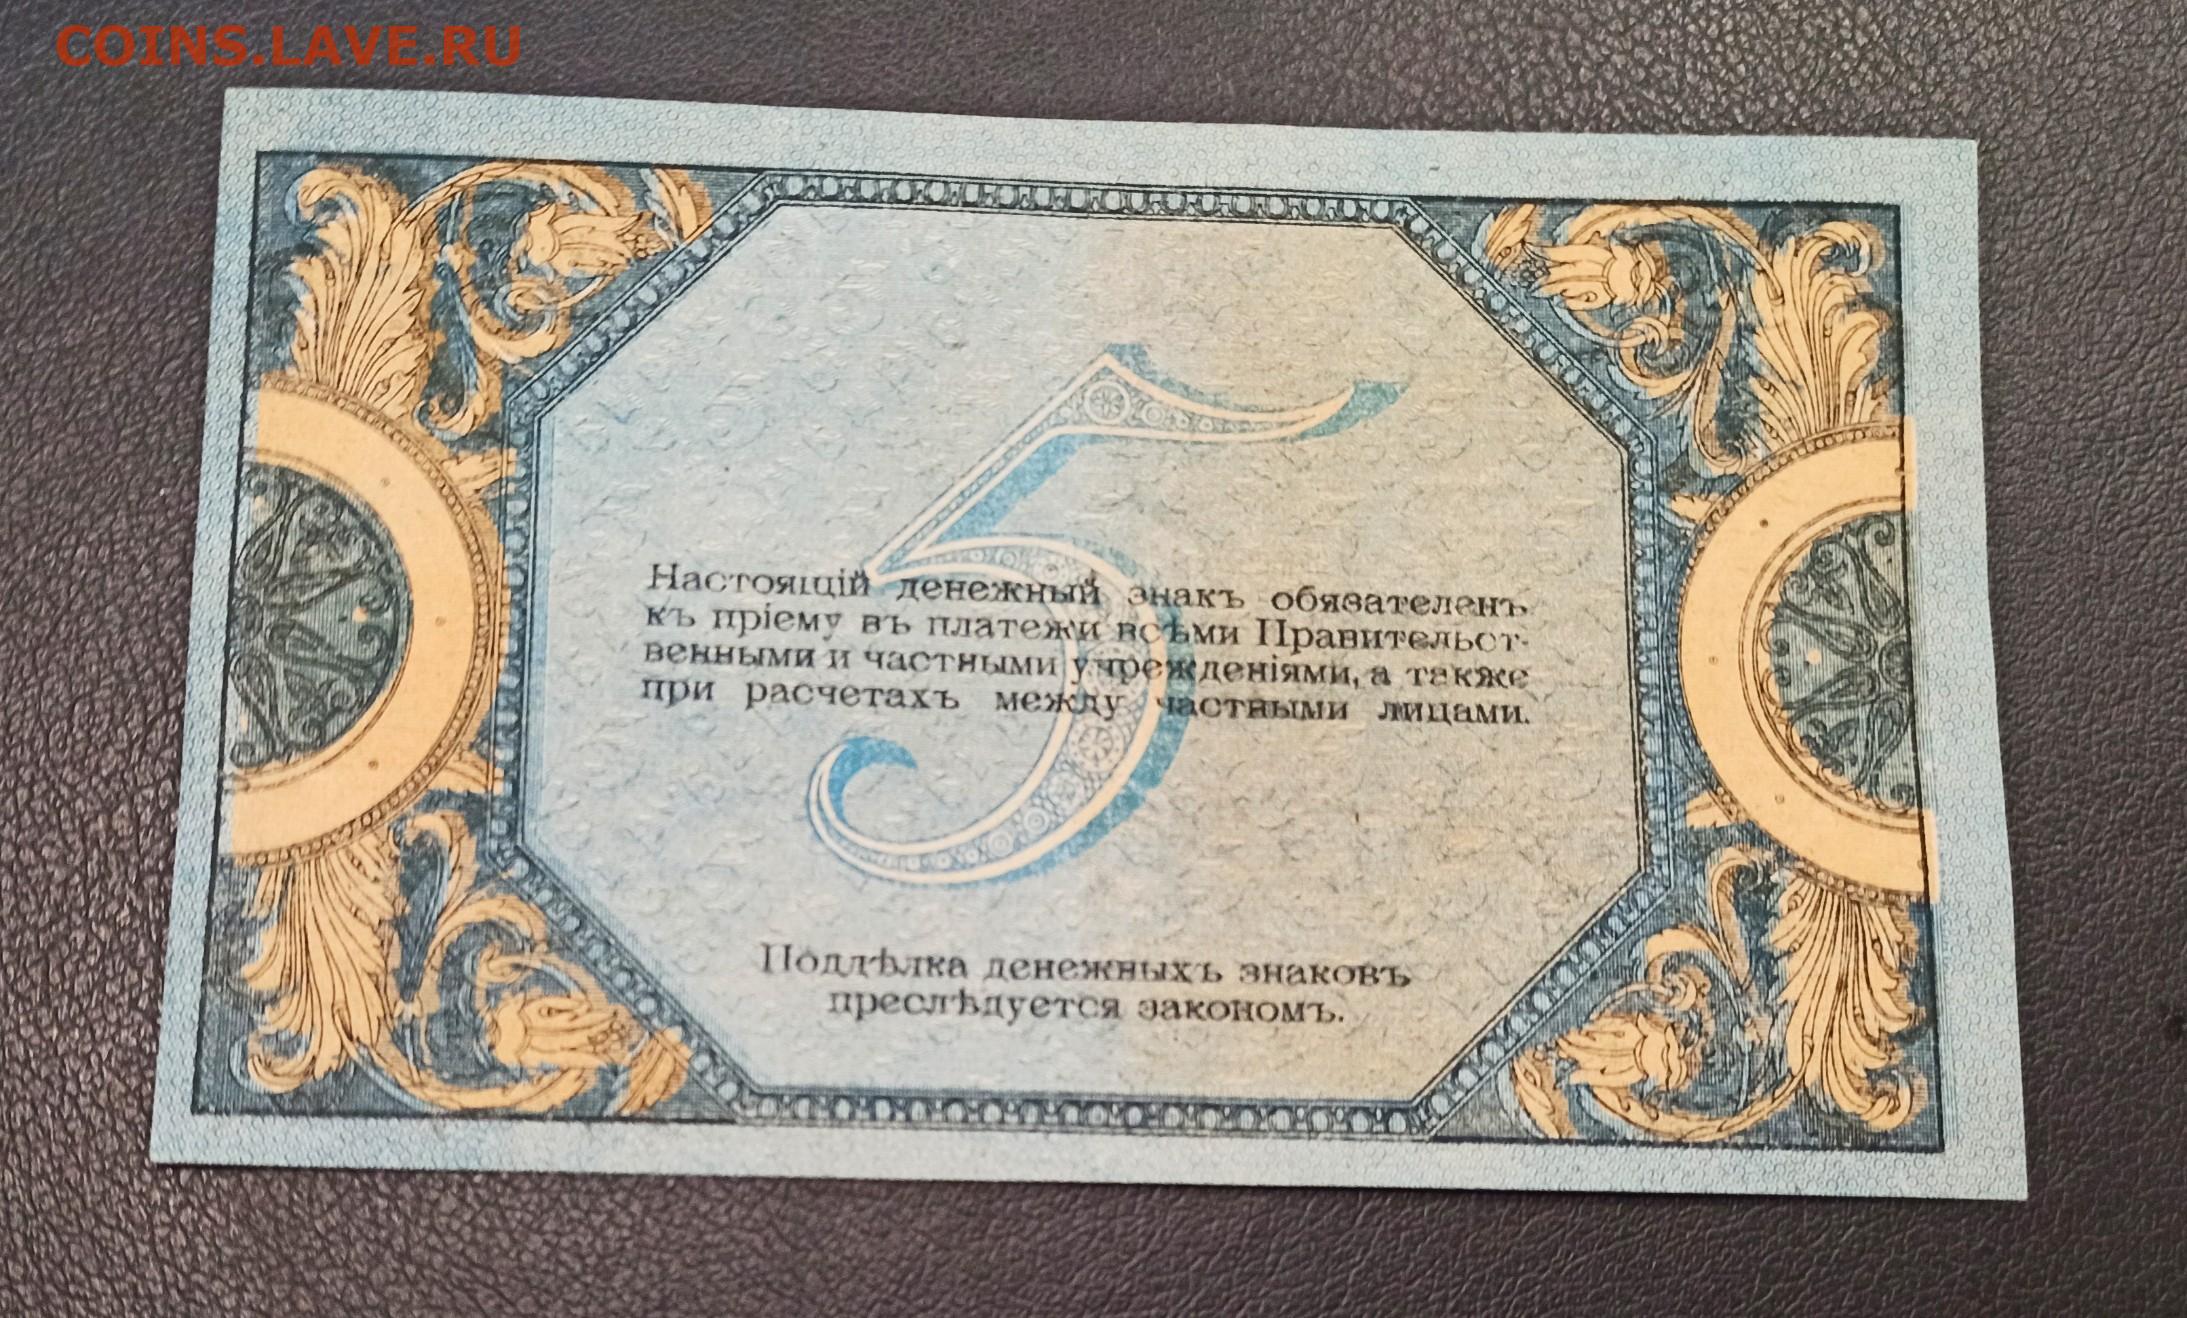 COINS.LAVE.RU
5
Настоящій денежный знакъ обязателенъ
къ пріему въ платежи всѣми Правительст-
венными и частными учрежденіями, а также
при расчетахъ между частными лицами.
Поддѣлка денежныхъ знаковъ
преслѣдуется закономъ.